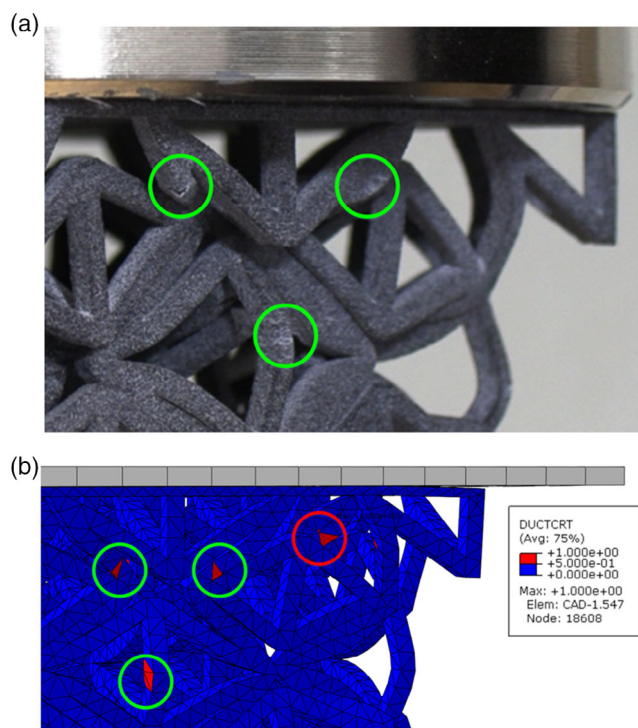 (a)
(b)
DUCTCRT
(Avg: 75%)
+1.000e+00
+5.000e-01
+0.000e+00
Max: +1.000e+00
Elem: CAD-1.547
Node: 18608